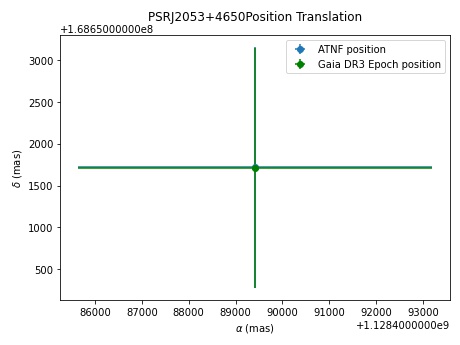 PSRJ2053+4650Position Translation
+1.6865000000e8
ATNF position
Gaia DR3 Epoch position
3000
2500
2000
1500
1000
500
δ (mas)
86000 87000 88000 89000 90000 91000 92000 93000
α (mas)
+1.1284000000e9